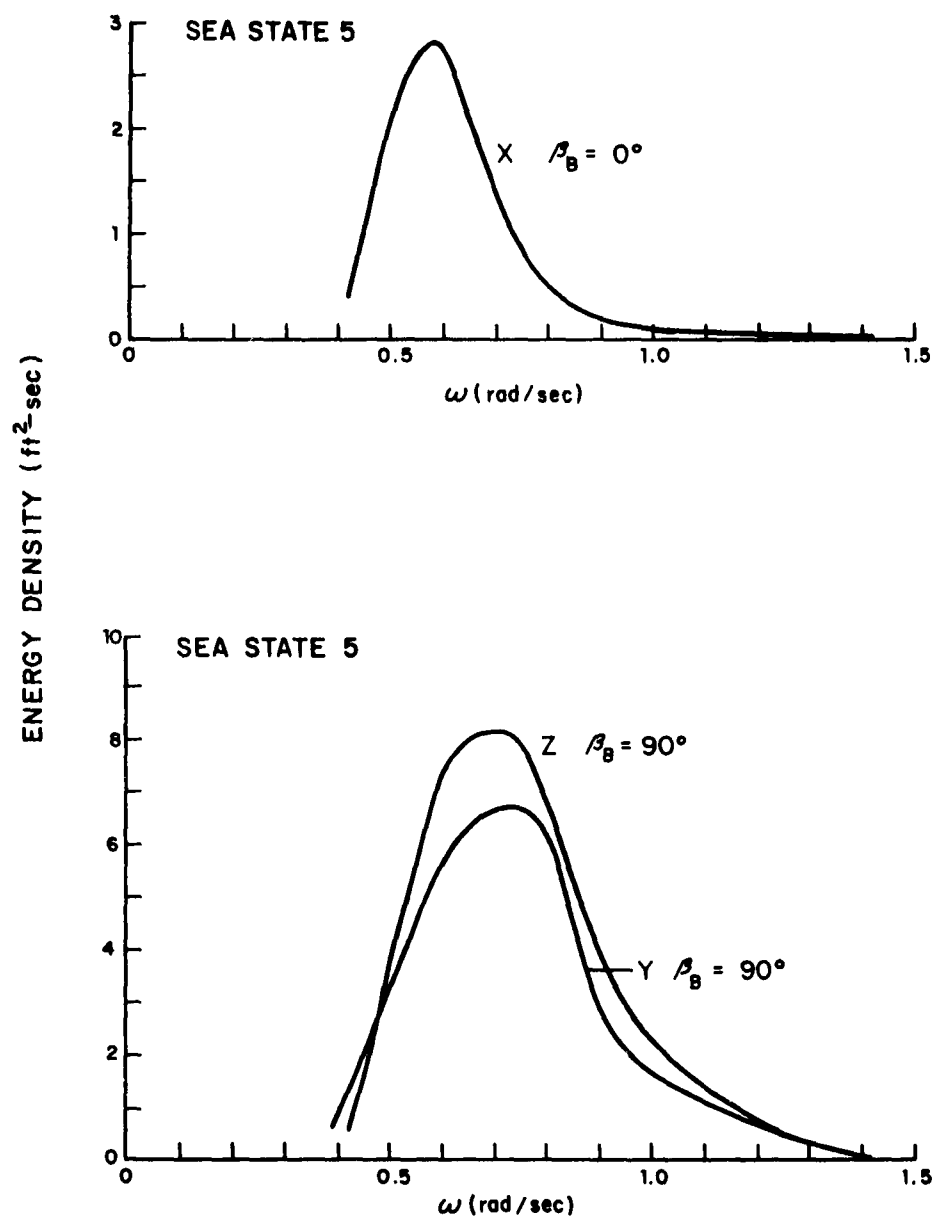 SEA STATE 5
3
2
1
0
X β_B = 0°
0 0.5 1.0 1.5
ω (rad/sec)
ENERGY DENSITY (ft²-sec)
SEA STATE 5
10
8
6
4
2
0
Z β_B = 90°
Y β_B = 90°
0 0.5 1.0 1.5
ω (rad/sec)